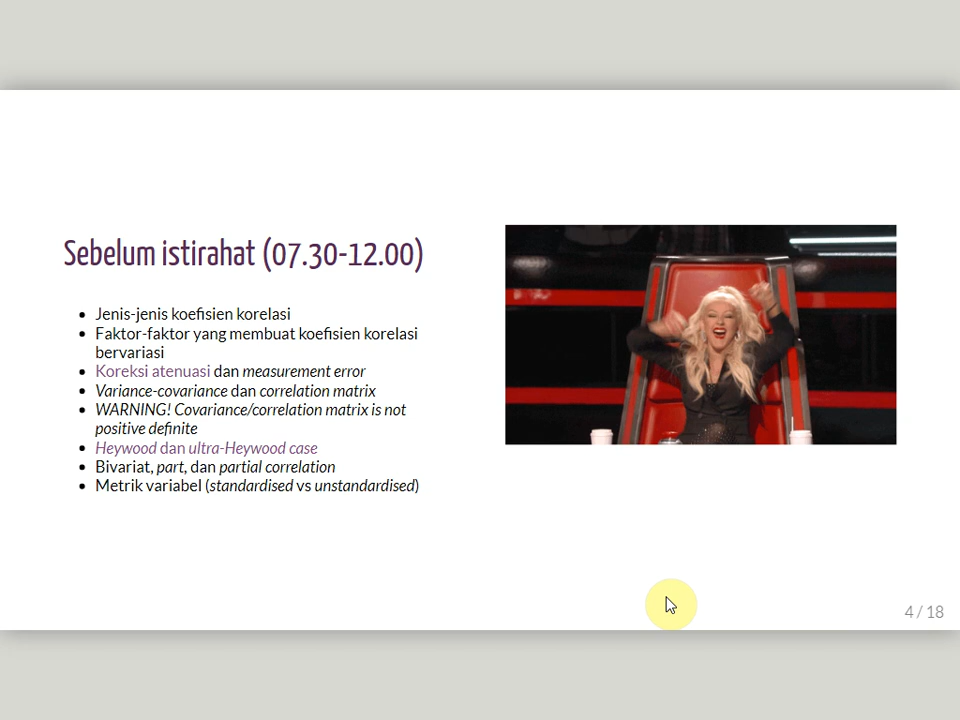 Sebelum istirahat (07.30-12.00)
Jenis-jenis koefisien korelasi
Faktor-faktor yang membuat koefisien korelasi
bervariasi
Koreksi atenuasi dan measurement error
Variance-covariance dan correlation matrix
WARNING! Covariance/correlation matrix is not
positive definite
Heywood dan ultra-Heywood case
Bivariat, part, dan partial correlation
Metrik variabel (standardised vs unstandardised)
4 / 18